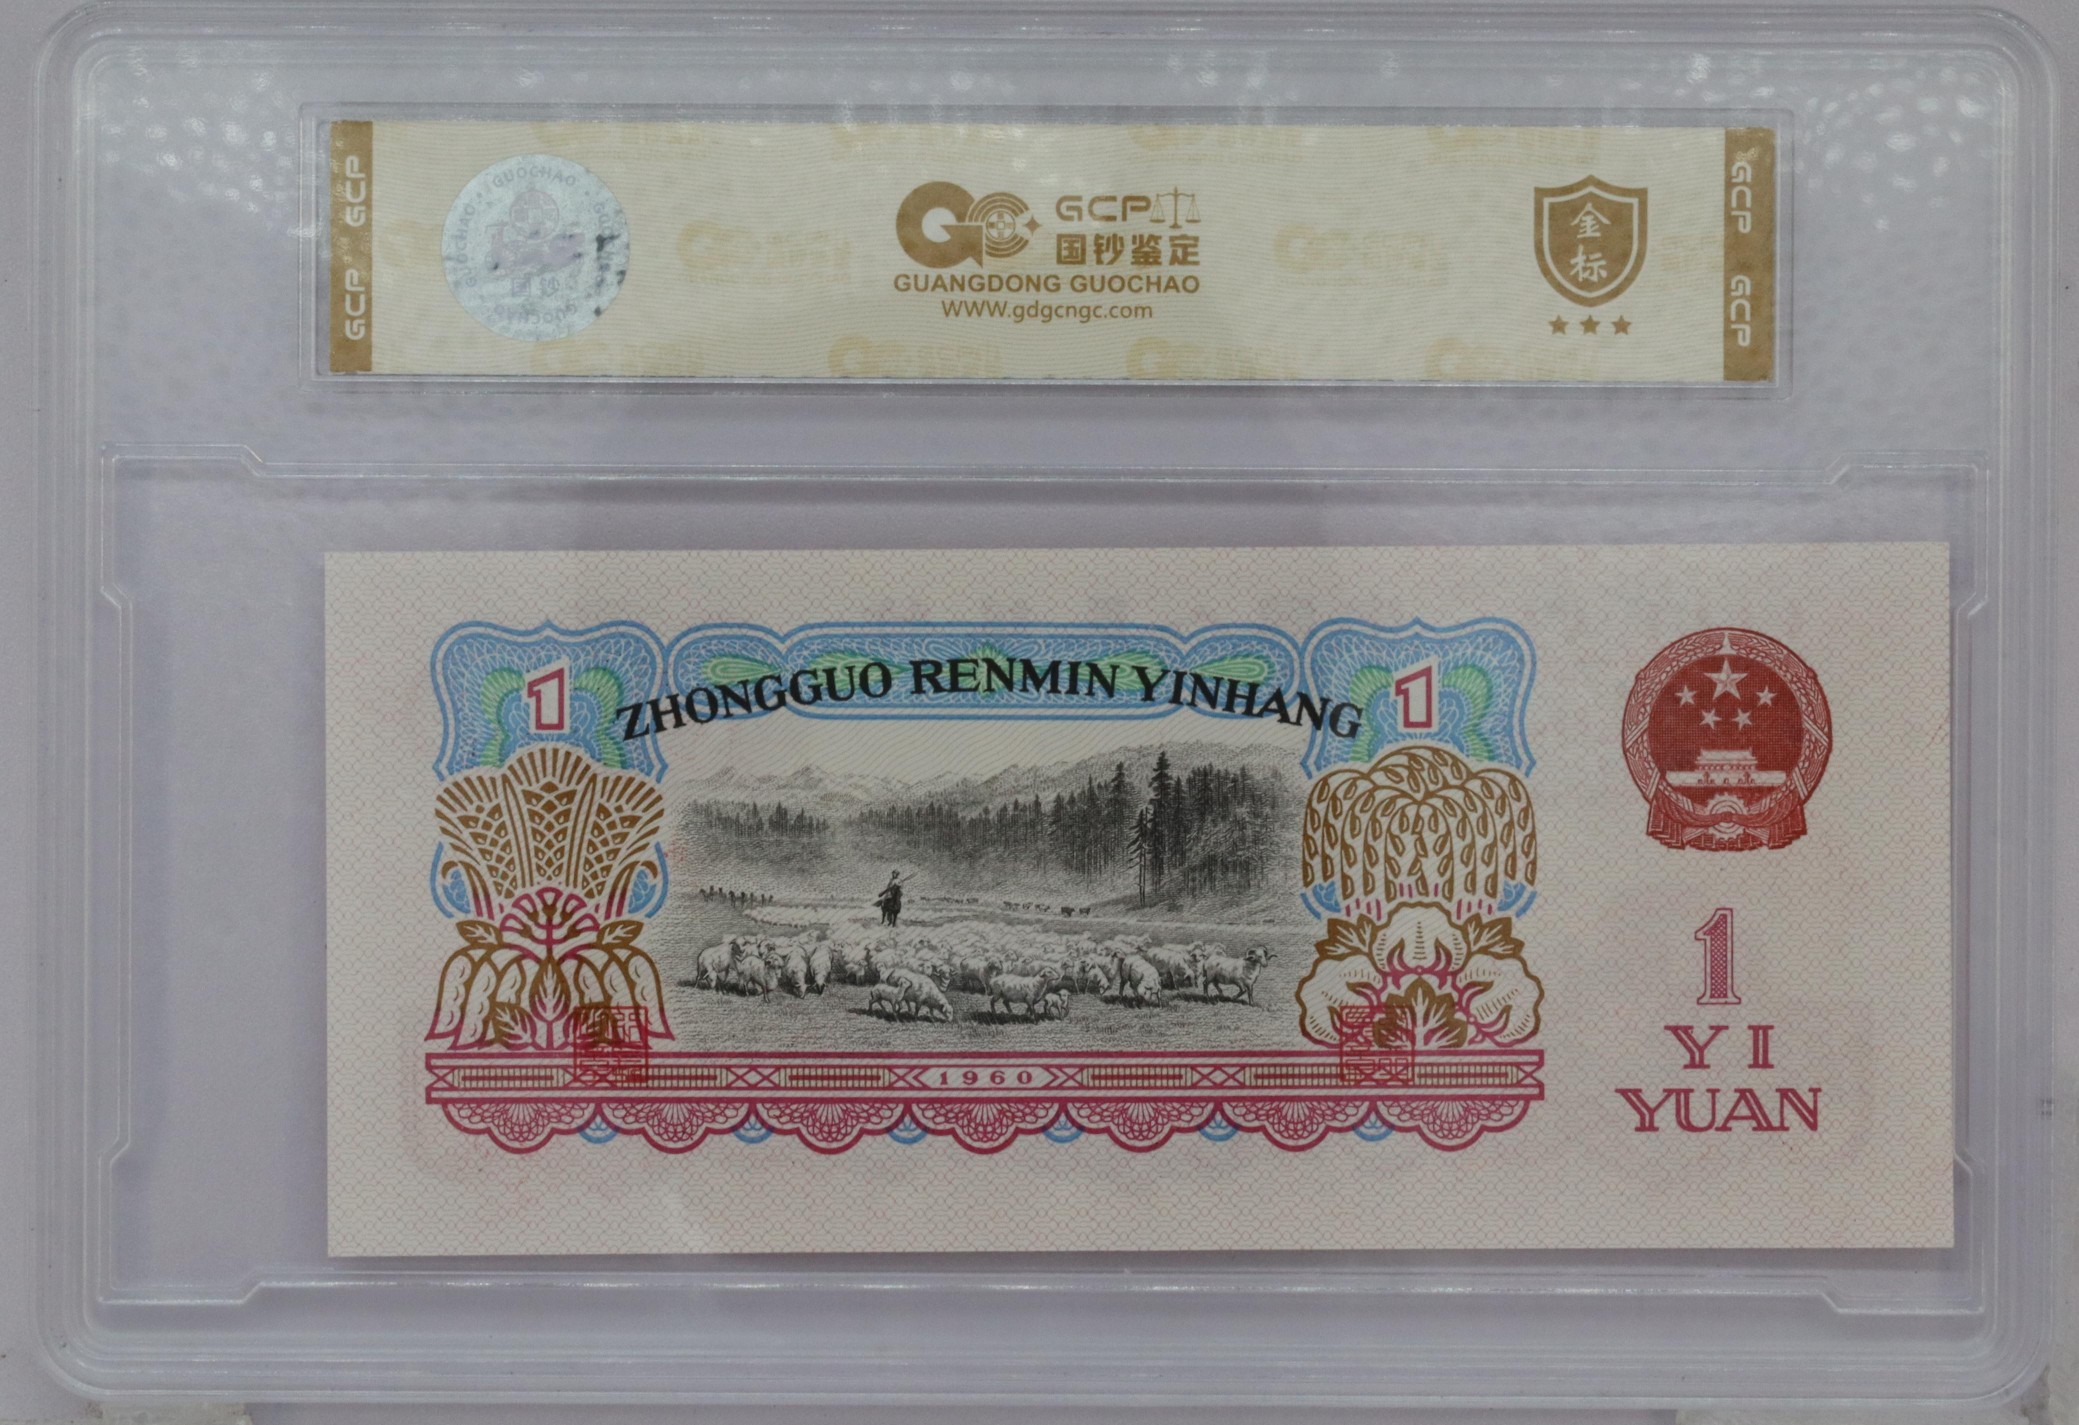 GCP GCP
GUOCHAO
GCP
国钞鉴定
GUANGDONG GUOCHAO
WWW.gdgcngc.com
金标
GCP GCP
1
ZHONGGUO RENMIN YINHANG
1
1960
1
YI
YUAN